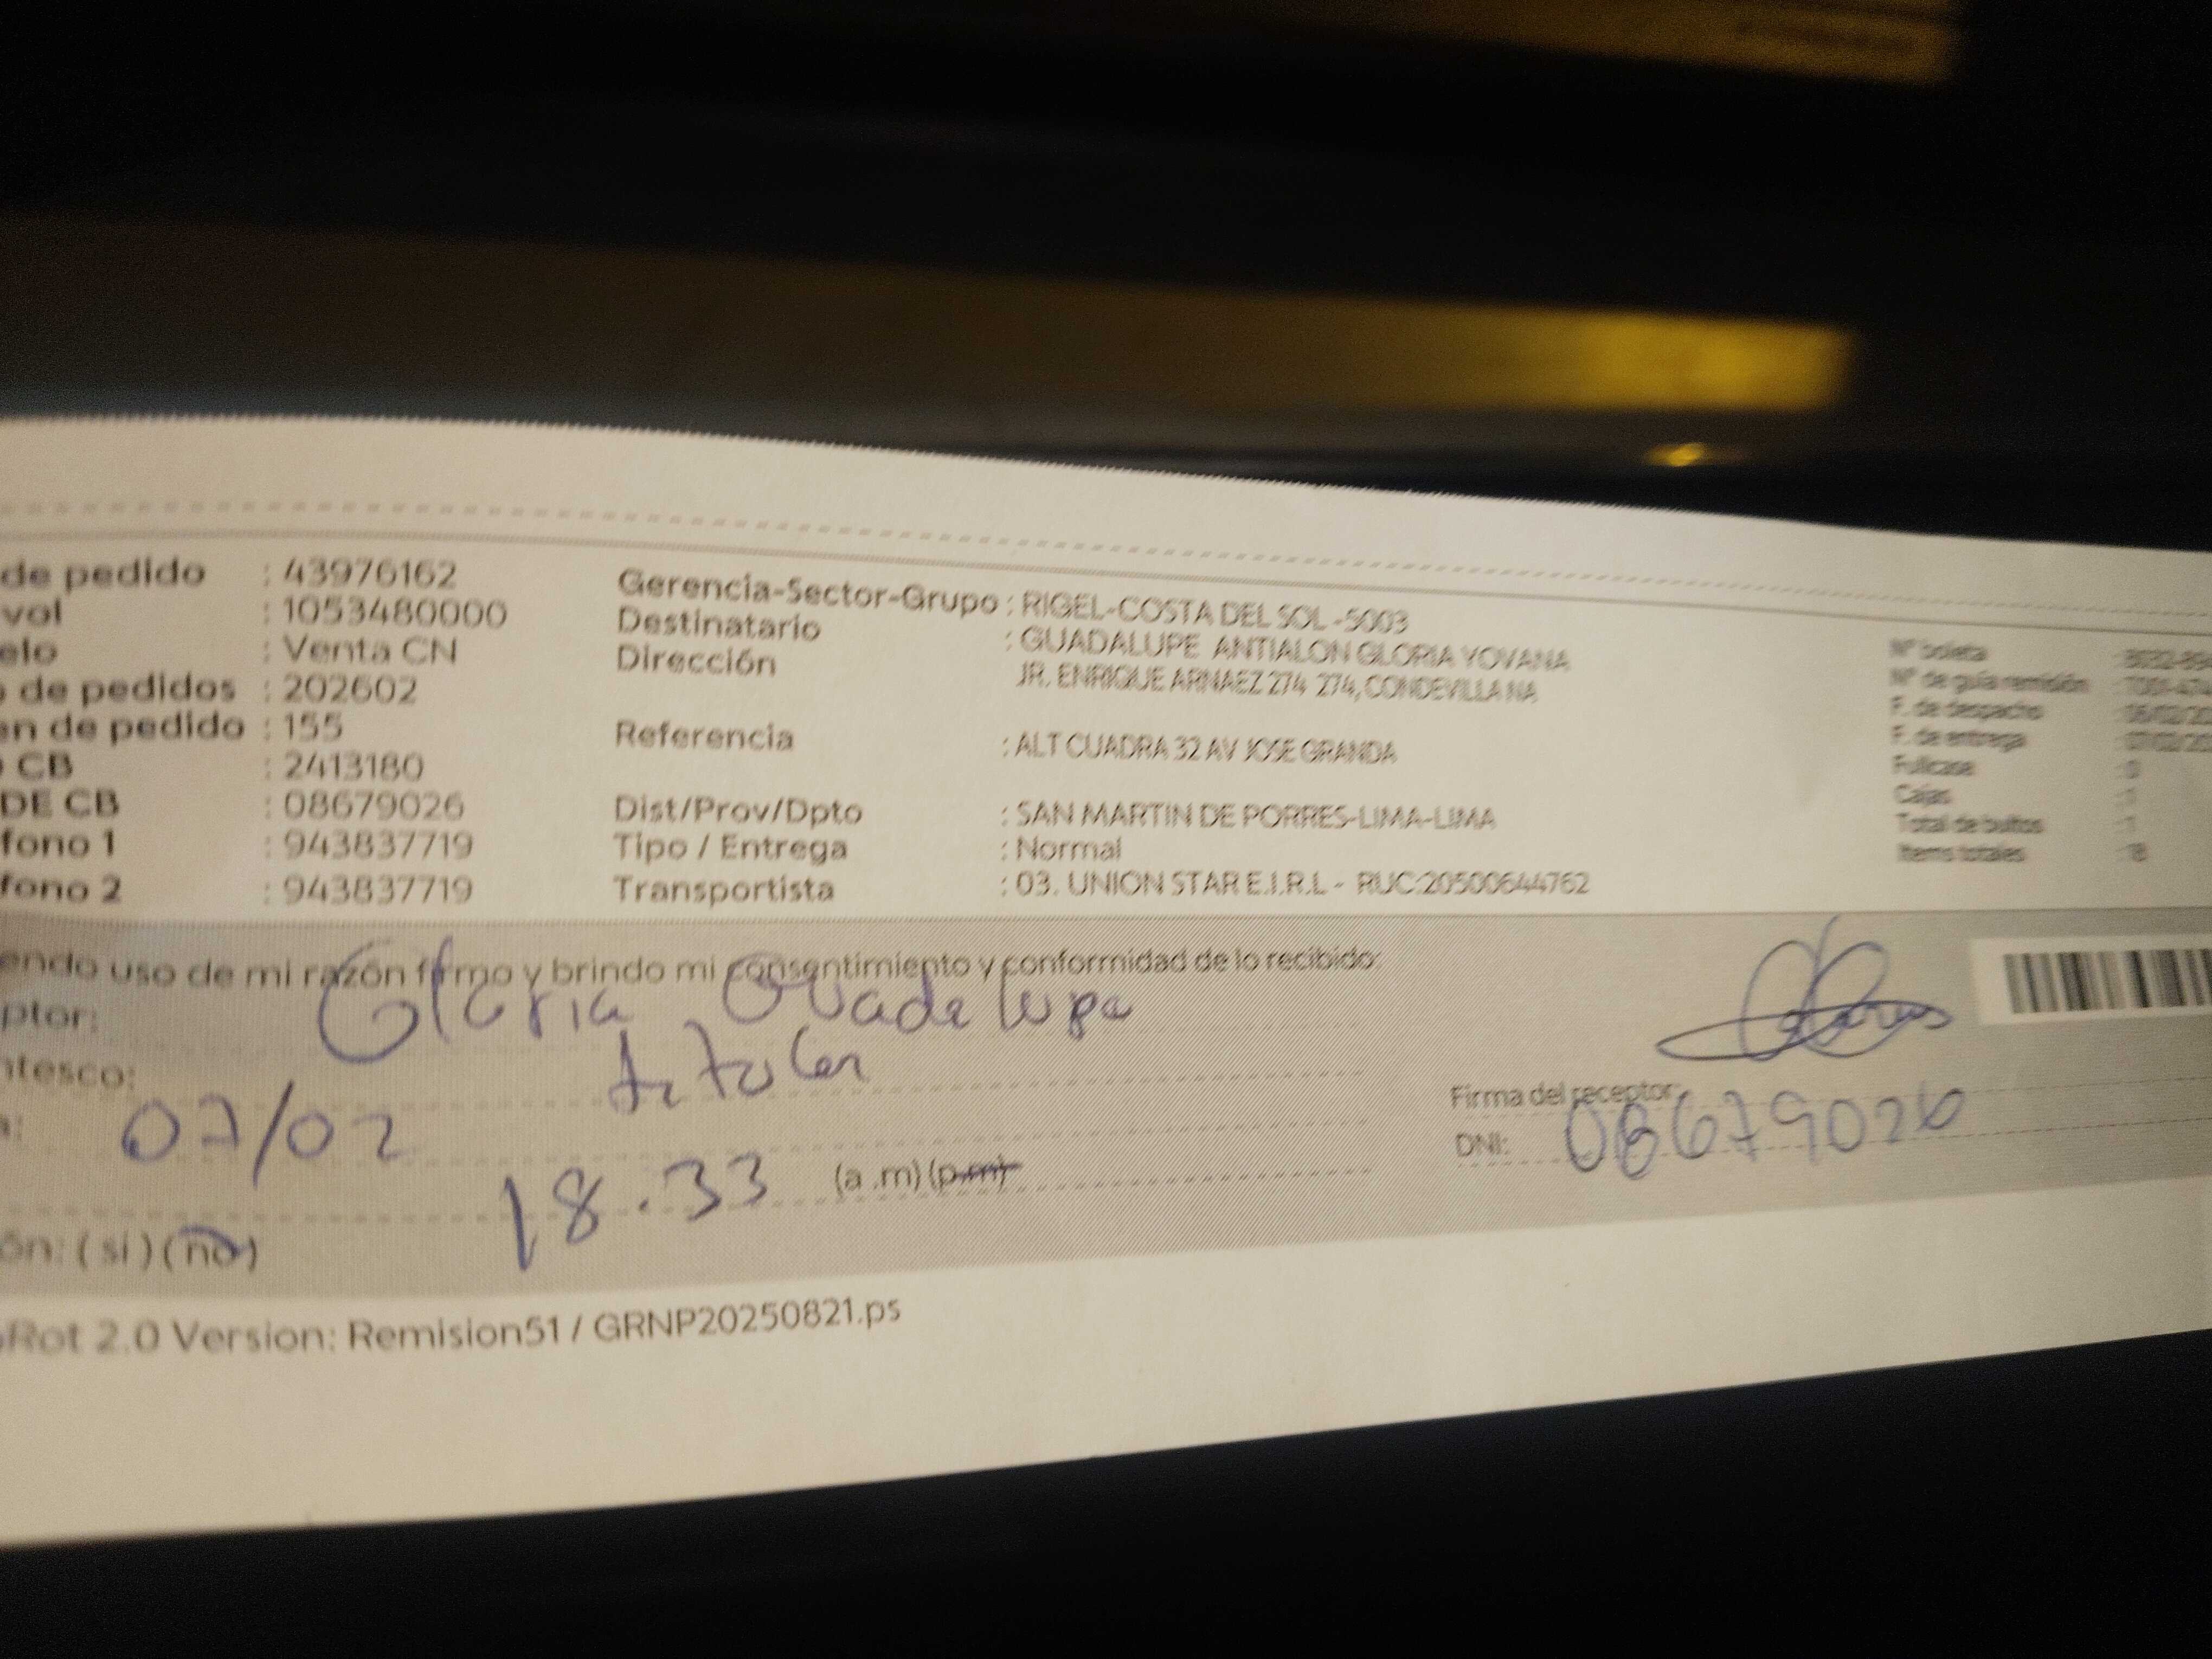 de pedido : 43976162
vol : 1053480000
elo : Venta CN
de pedidos : 202602
en de pedido : 155
CB : 2413180
DE CB : 08679026
fono 1 : 943837719
fono 2 : 943837719
Gerencia-Sector-Grupo : RIGEL-COSTA DEL SOL -5003
Destinatario : GUADALUPE ANTIALON GLORIA YOVANA
Dirección JR. ENRIQUE ARNAEZ 274 274, CONDEVILLA NA
Referencia : ALT CUADRA 32 AV JOSE GRANDA
Dist/Prov/Dpto : SAN MARTIN DE PORRES-LIMA-LIMA
Tipo / Entrega : Normal
Transportista : 03. UNION STAR E.I.R.L - RUC:20500644762
N° boleta
N° de guía remisión
F. de despacho
F. de entrega
Fullcase : 0
Cajas
Total de bultos
Items totales
endo uso de mi razón firmo y brindo mi consentimiento y conformidad de lo recibido:
ptor: Gloria Guadalupe
ntesco: titular
a: 07/02
18.33 (a .m) (p.m)
ón: ( si ) ( no )
Firma del receptor:
DNI: 08679026
oRot 2.0 Version: Remision51 / GRNP20250821.ps